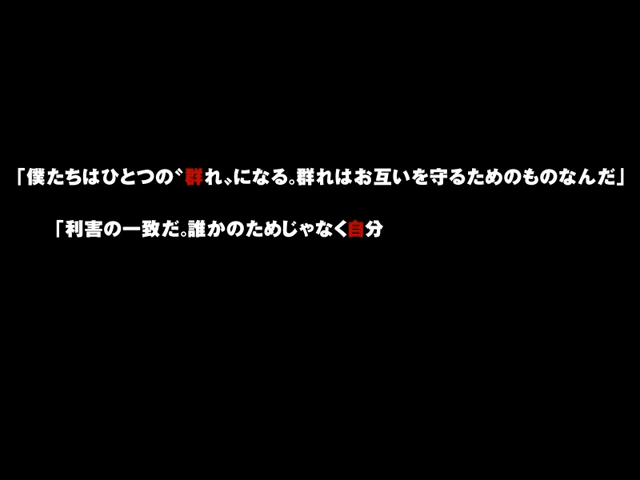 「僕たちはひとつの〝群れ〟になる。群れはお互いを守るためのものなんだ」
「利害の一致だ。誰かのためじゃなく自分